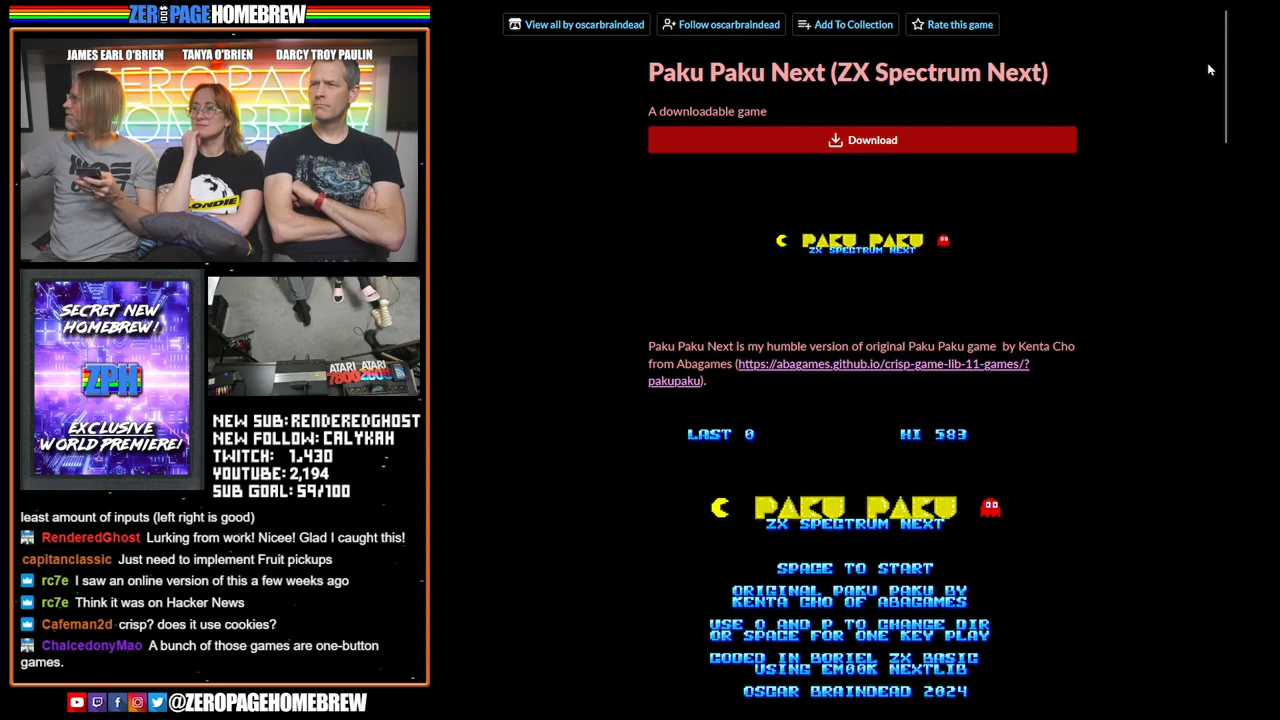 ZEROPAGEHOMEBREW
JAMES EARL O'BRIEN
TANYA O'BRIEN
DARCY TROY PAULIN
ZEROPAGE
HOMEBREW
SECRET NEW
HOMEBREW!
ZPH
EXCLUSIVE
WORLD PREMIERE!
ATARI ATARI
7800
NEW SUB: RENDEREDGHOST
NEW FOLLOW: CALYKAH
TWITCH: 1,430
YOUTUBE: 2,194
SUB GOAL: 59/100
least amount of inputs (left right is good)
RenderedGhost Lurking from work! Nicee! Glad I caught this!
capitanclassic Just need to implement Fruit pickups
rc7e I saw an online version of this a few weeks ago
rc7e Think it was on Hacker News
Cafeman2d crisp? does it use cookies?
ChalcedonyMao A bunch of those games are one-button
games.
@ZEROPAGEHOMEBREW
View all by oscarbraindead
Follow oscarbraindead
Add To Collection
Rate this game
Paku Paku Next (ZX Spectrum Next)
A downloadable game
Download
PAKU PAKU
ZX SPECTRUM NEXT
Paku Paku Next is my humble version of original Paku Paku game by Kenta Cho
from Abagames (https://abagames.github.io/crisp-game-lib-11-games/?
pakupaku).
LAST 0 HI 583
PAKU PAKU
ZX SPECTRUM NEXT
SPACE TO START
ORIGINAL PAKU PAKU BY
KENTA CHO OF ABAGAMES
USE O AND P TO CHANGE DIR
OR SPACE FOR ONE KEY PLAY
CODED IN BORIEL ZX BASIC
USING EM00K NEXTLIB
OSCAR BRAINDEAD 2024